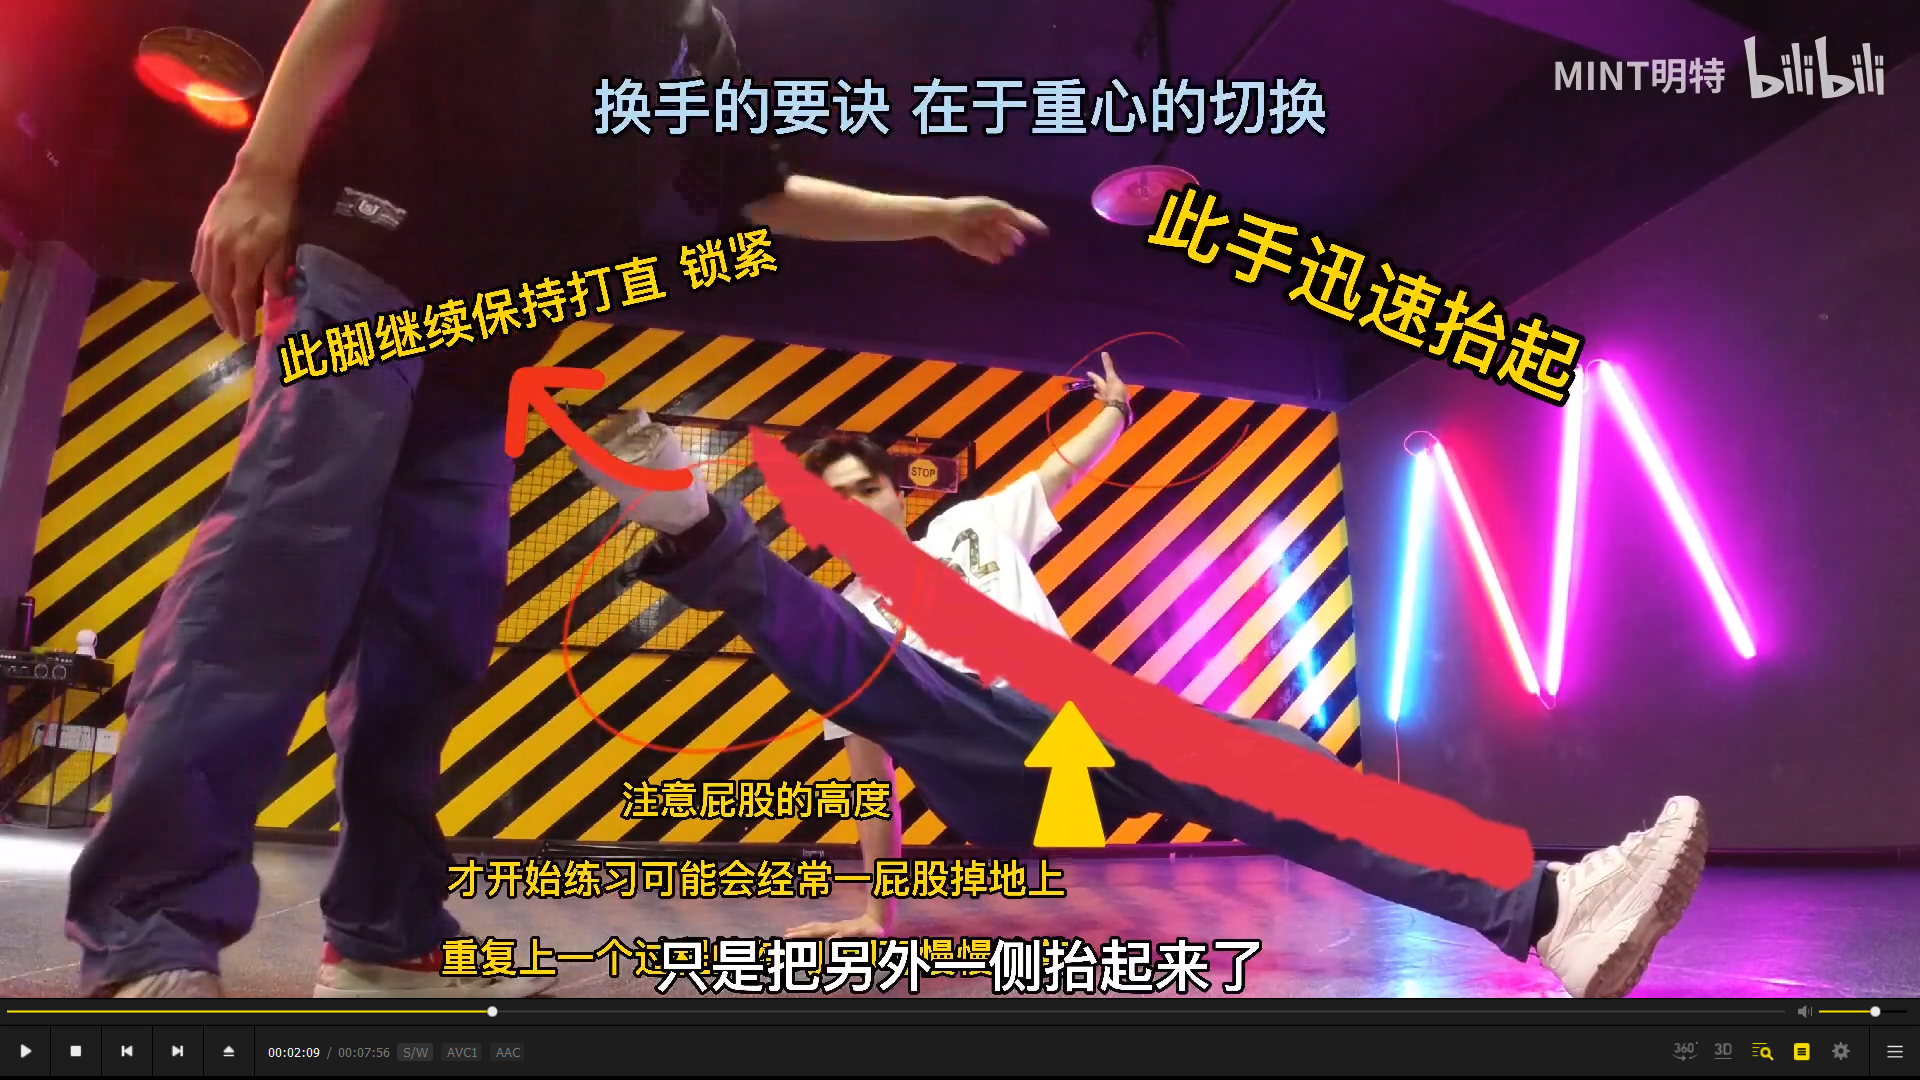 MINT明特 bilibili
换手的要诀 在于重心的切换
此手迅速抬起
此脚继续保持打直 锁紧
STOP
注意屁股的高度
才开始练习可能会经常一屁股掉地上
重复上一个过 慢慢
只是把另外一侧抬起来了
00:02:09 / 00:07:56 S/W AVC1 AAC
360° 3D